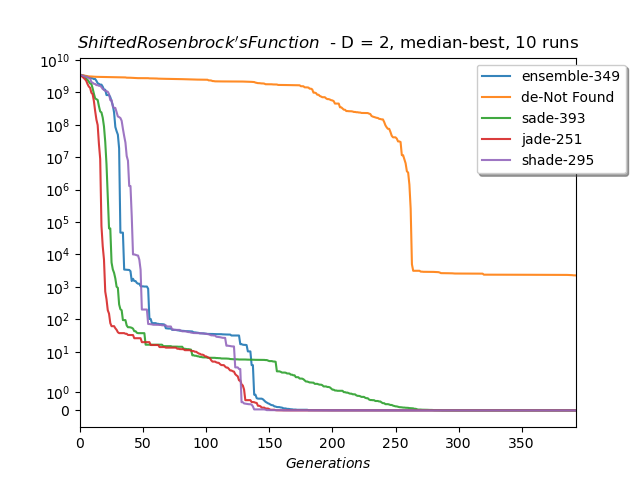 ShiftedRosenbrock'sFunction - D = 2, median-best, 10 runs
ensemble-349
de-Not Found
sade-393
jade-251
shade-295
10^10
10^9
10^8
10^7
10^6
10^5
10^4
10^3
10^2
10^1
10^0
0
0 50 100 150 200 250 300 350
Generations